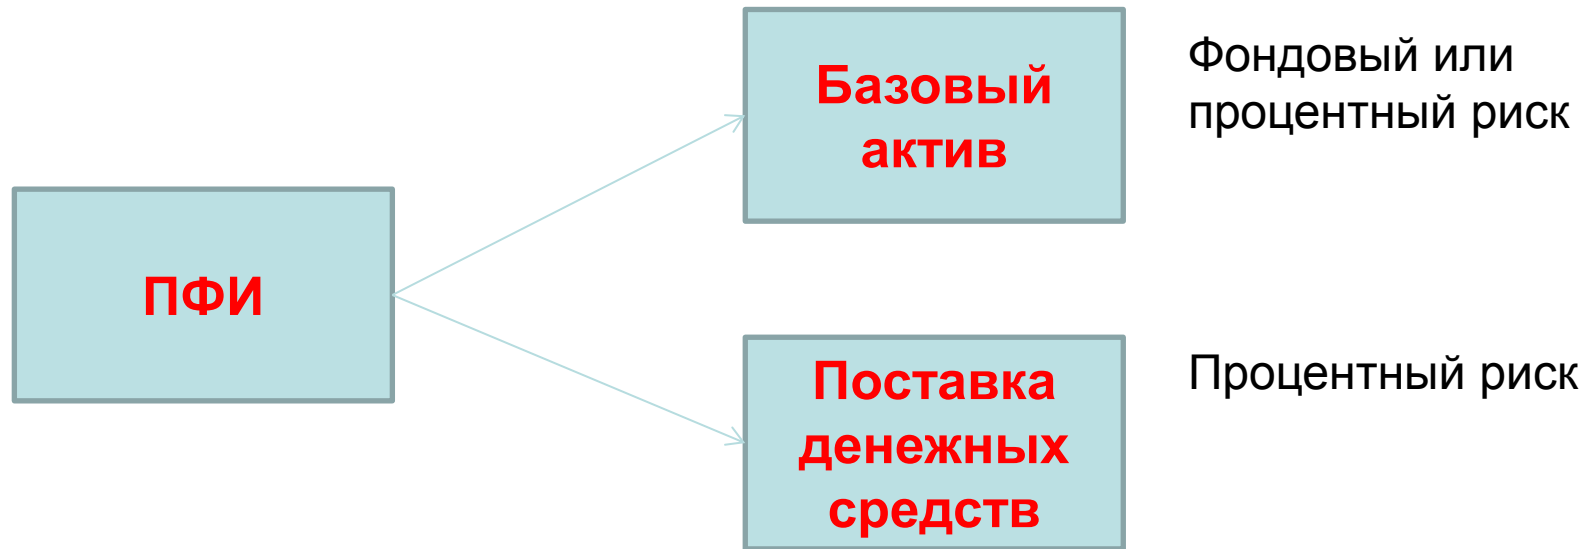 Базовый
актив
Фондовый или
процентный риск
ПФИ
Поставка
денежных
средств
Процентный риск